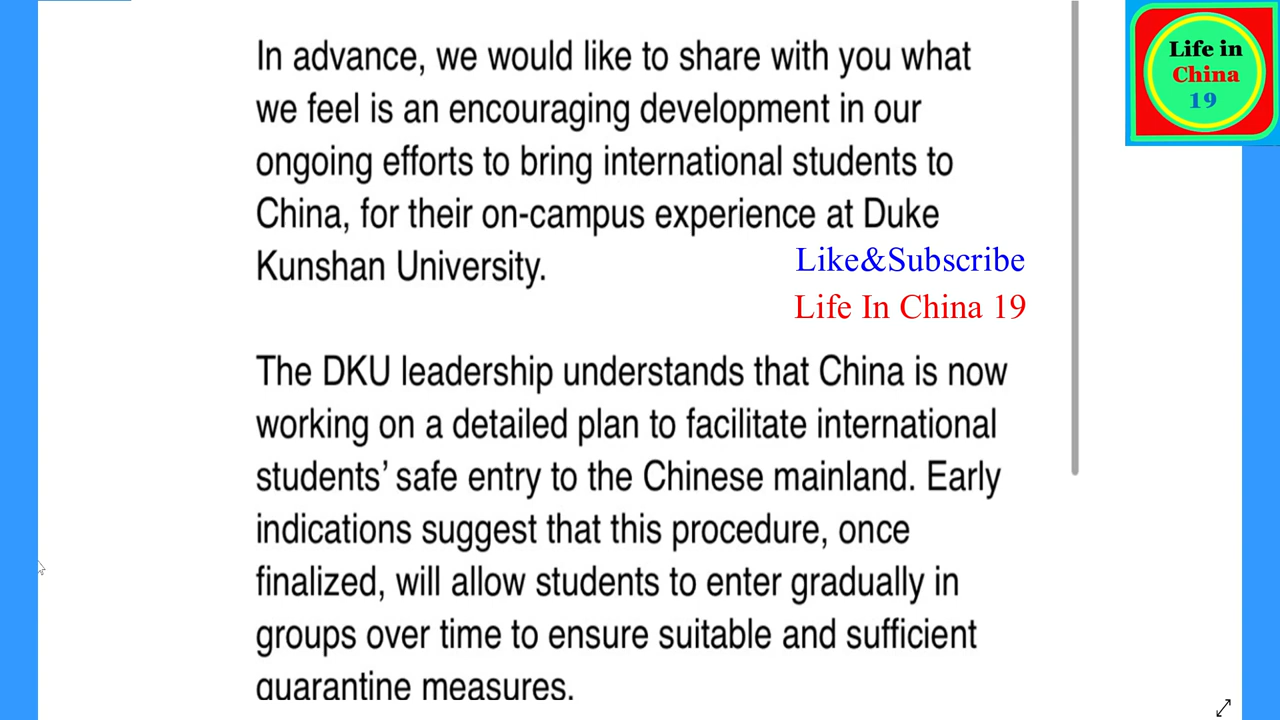 In advance, we would like to share with you what
we feel is an encouraging development in our
ongoing efforts to bring international students to
China, for their on-campus experience at Duke
Kunshan University.
Like&Subscribe
Life In China 19
The DKU leadership understands that China is now
working on a detailed plan to facilitate international
students’ safe entry to the Chinese mainland. Early
indications suggest that this procedure, once
finalized, will allow students to enter gradually in
groups over time to ensure suitable and sufficient
quarantine measures.
Life in
China
19